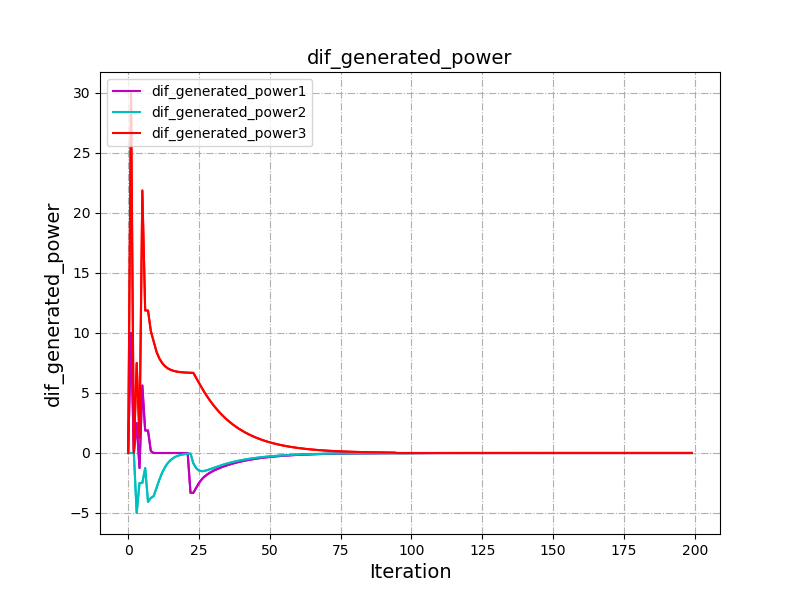 dif_generated_power
dif_generated_power1
dif_generated_power2
dif_generated_power3
dif_generated_power
30
25
20
15
10
5
0
−5
0 25 50 75 100 125 150 175 200
Iteration